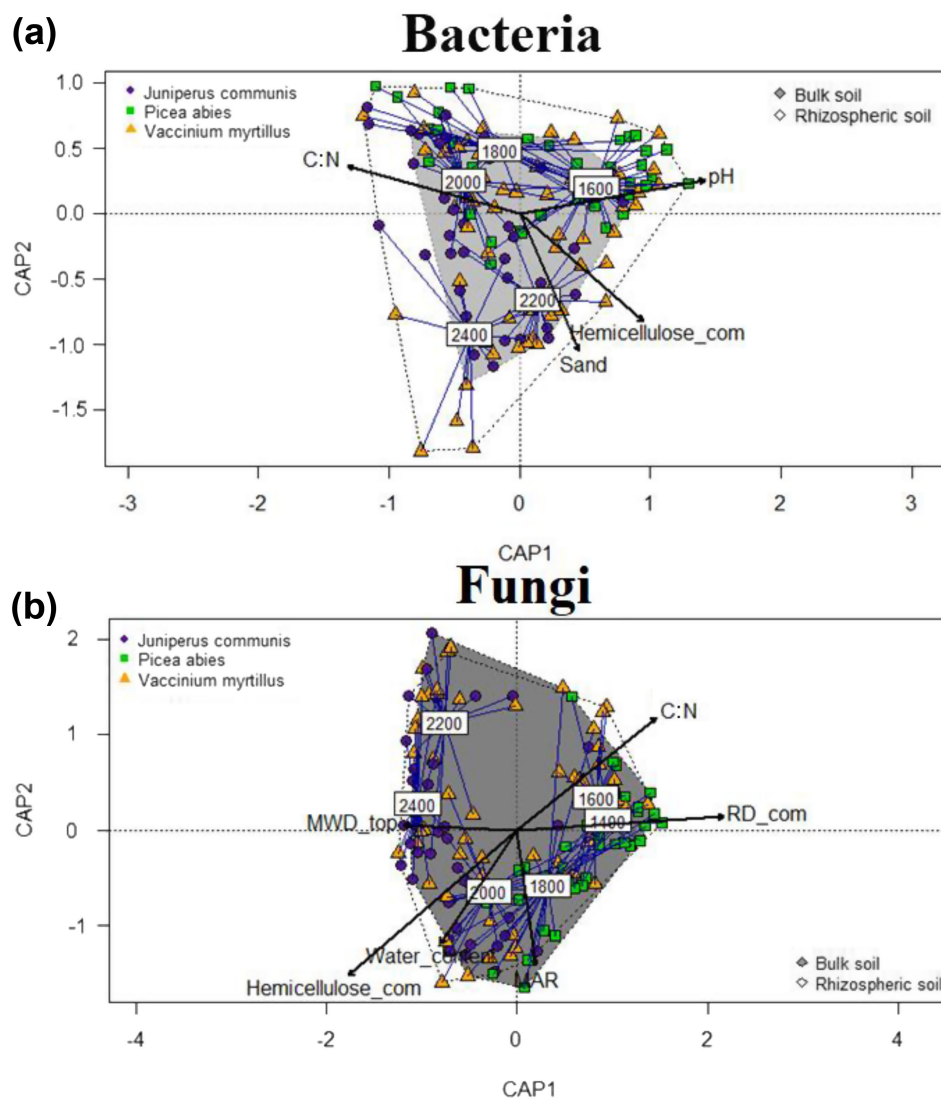 (a)
Bacteria
Juniperus communis
Picea abies
Vaccinium myrtillus
Bulk soil
Rhizospheric soil
1.0
0.5
0.0
-0.5
-1.0
-1.5
CAP2
C:N
1800
2000
1600
pH
2200
2400
Hemicellulose_com
Sand
-3 -2 -1 0 1 2 3
CAP1
(b)
Fungi
Juniperus communis
Picea abies
Vaccinium myrtillus
2
1
0
-1
CAP2
2200
C:N
2400
1600
MWD_top
1400
RD_com
2000
1800
Water_content
Hemicellulose_com
MAR
Bulk soil
Rhizospheric soil
-4 -2 0 2 4
CAP1